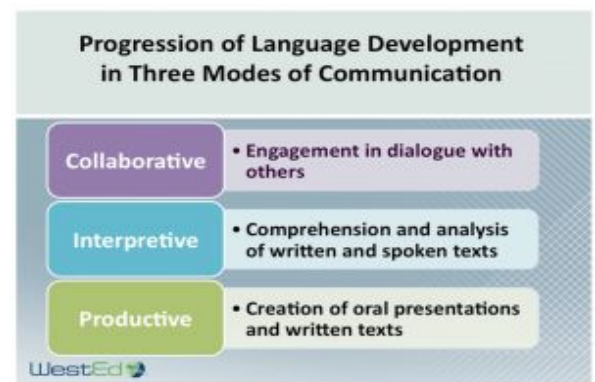 Progression of Language Development
in Three Modes of Communication
Collaborative
• Engagement in dialogue with
others
Interpretive
• Comprehension and analysis
of written and spoken texts
Productive
• Creation of oral presentations
and written texts
WestEd